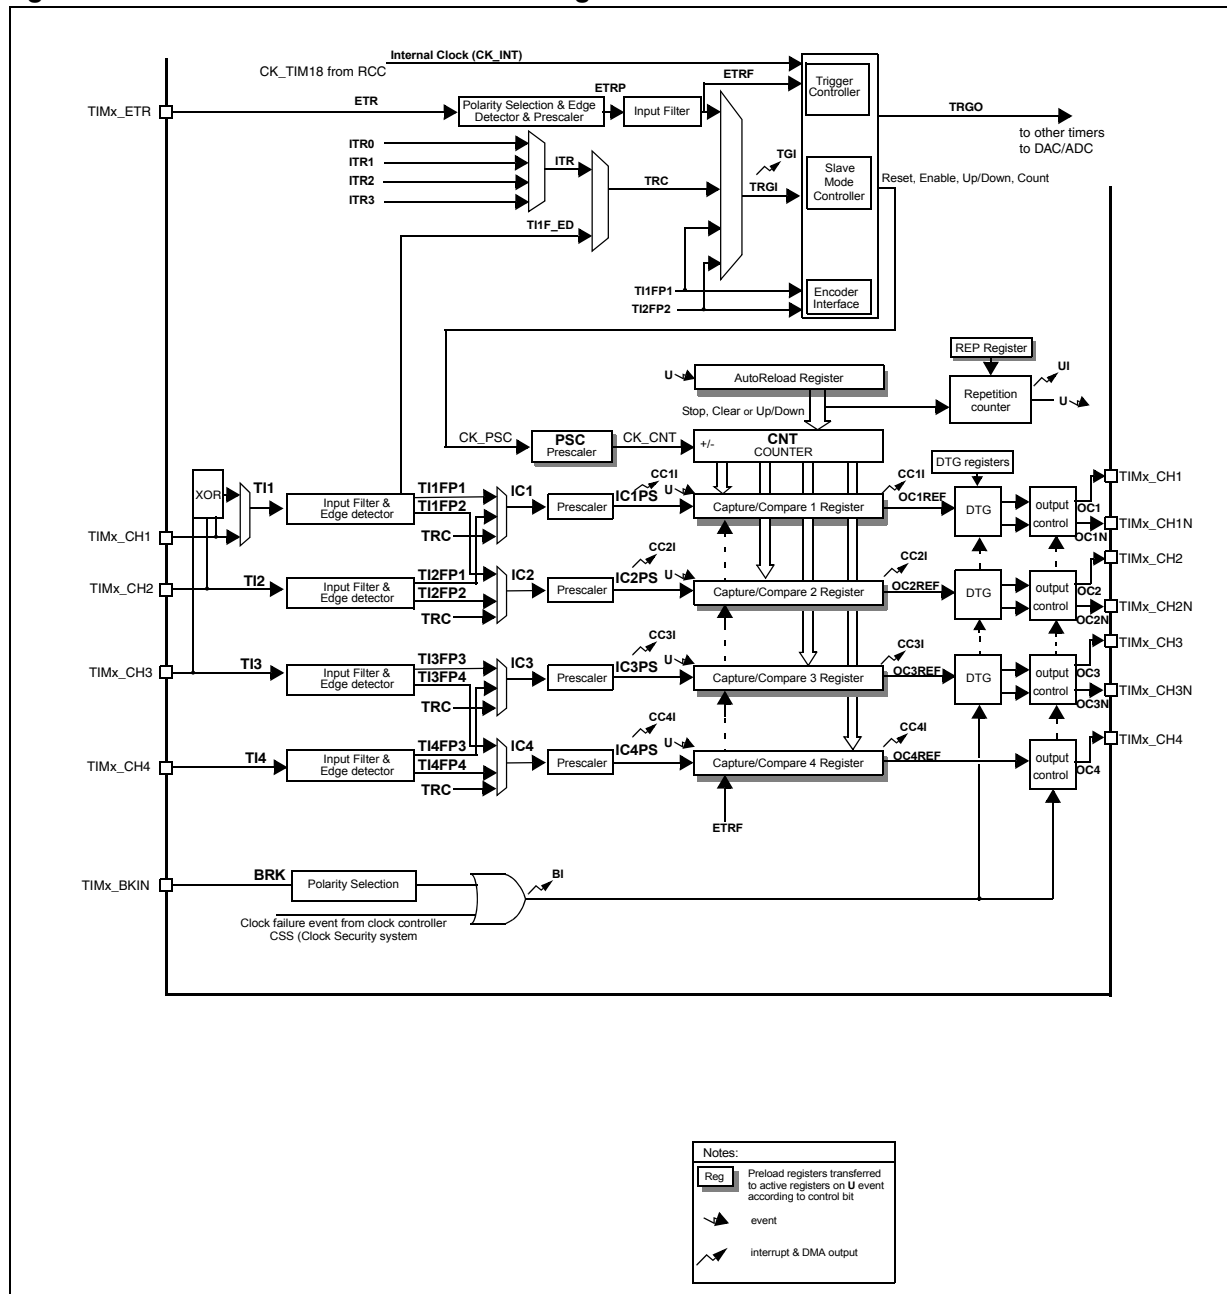 Internal Clock (CK_INT)
CK_TIM18 from RCC
TIMx_ETR
ETR
Polarity Selection & Edge
Detector & Prescaler
ETRP
Input Filter
ETRF
Trigger
Controller
TRGO
to other timers
to DAC/ADC
ITR0
ITR1
ITR2
ITR3
ITR
TRC
TI1F_ED
TGI
TRGI
Slave
Mode
Controller
Reset, Enable, Up/Down, Count
TI1FP1
TI2FP2
Encoder
Interface
REP Register
U
AutoReload Register
UI
Repetition
counter
U
Stop, Clear or Up/Down
CK_PSC
PSC
Prescaler
CK_CNT
+/-
CNT
COUNTER
DTG registers
XOR
TI1
Input Filter &
Edge detector
TI1FP1
TI1FP2
TRC
IC1
Prescaler
CC1I
IC1PS
U
Capture/Compare 1 Register
CC1I
OC1REF
DTG
output
control
OC1
OC1N
TIMx_CH1
TIMx_CH1N
TIMx_CH1
TIMx_CH2
TI2
Input Filter &
Edge detector
TI2FP1
TI2FP2
TRC
IC2
Prescaler
CC2I
IC2PS
U
Capture/Compare 2 Register
CC2I
OC2REF
DTG
output
control
OC2
OC2N
TIMx_CH2
TIMx_CH2N
TIMx_CH3
TI3
Input Filter &
Edge detector
TI3FP3
TI3FP4
TRC
IC3
Prescaler
CC3I
IC3PS
U
Capture/Compare 3 Register
CC3I
OC3REF
DTG
output
control
OC3
OC3N
TIMx_CH3
TIMx_CH3N
TIMx_CH4
TI4
Input Filter &
Edge detector
TI4FP3
TI4FP4
TRC
IC4
Prescaler
CC4I
IC4PS
U
Capture/Compare 4 Register
CC4I
OC4REF
output
control
OC4
TIMx_CH4
ETRF
TIMx_BKIN
BRK
Polarity Selection
BI
Clock failure event from clock controller
CSS (Clock Security system
Notes:
Reg
Preload registers transferred
to active registers on U event
according to control bit
event
interrupt & DMA output